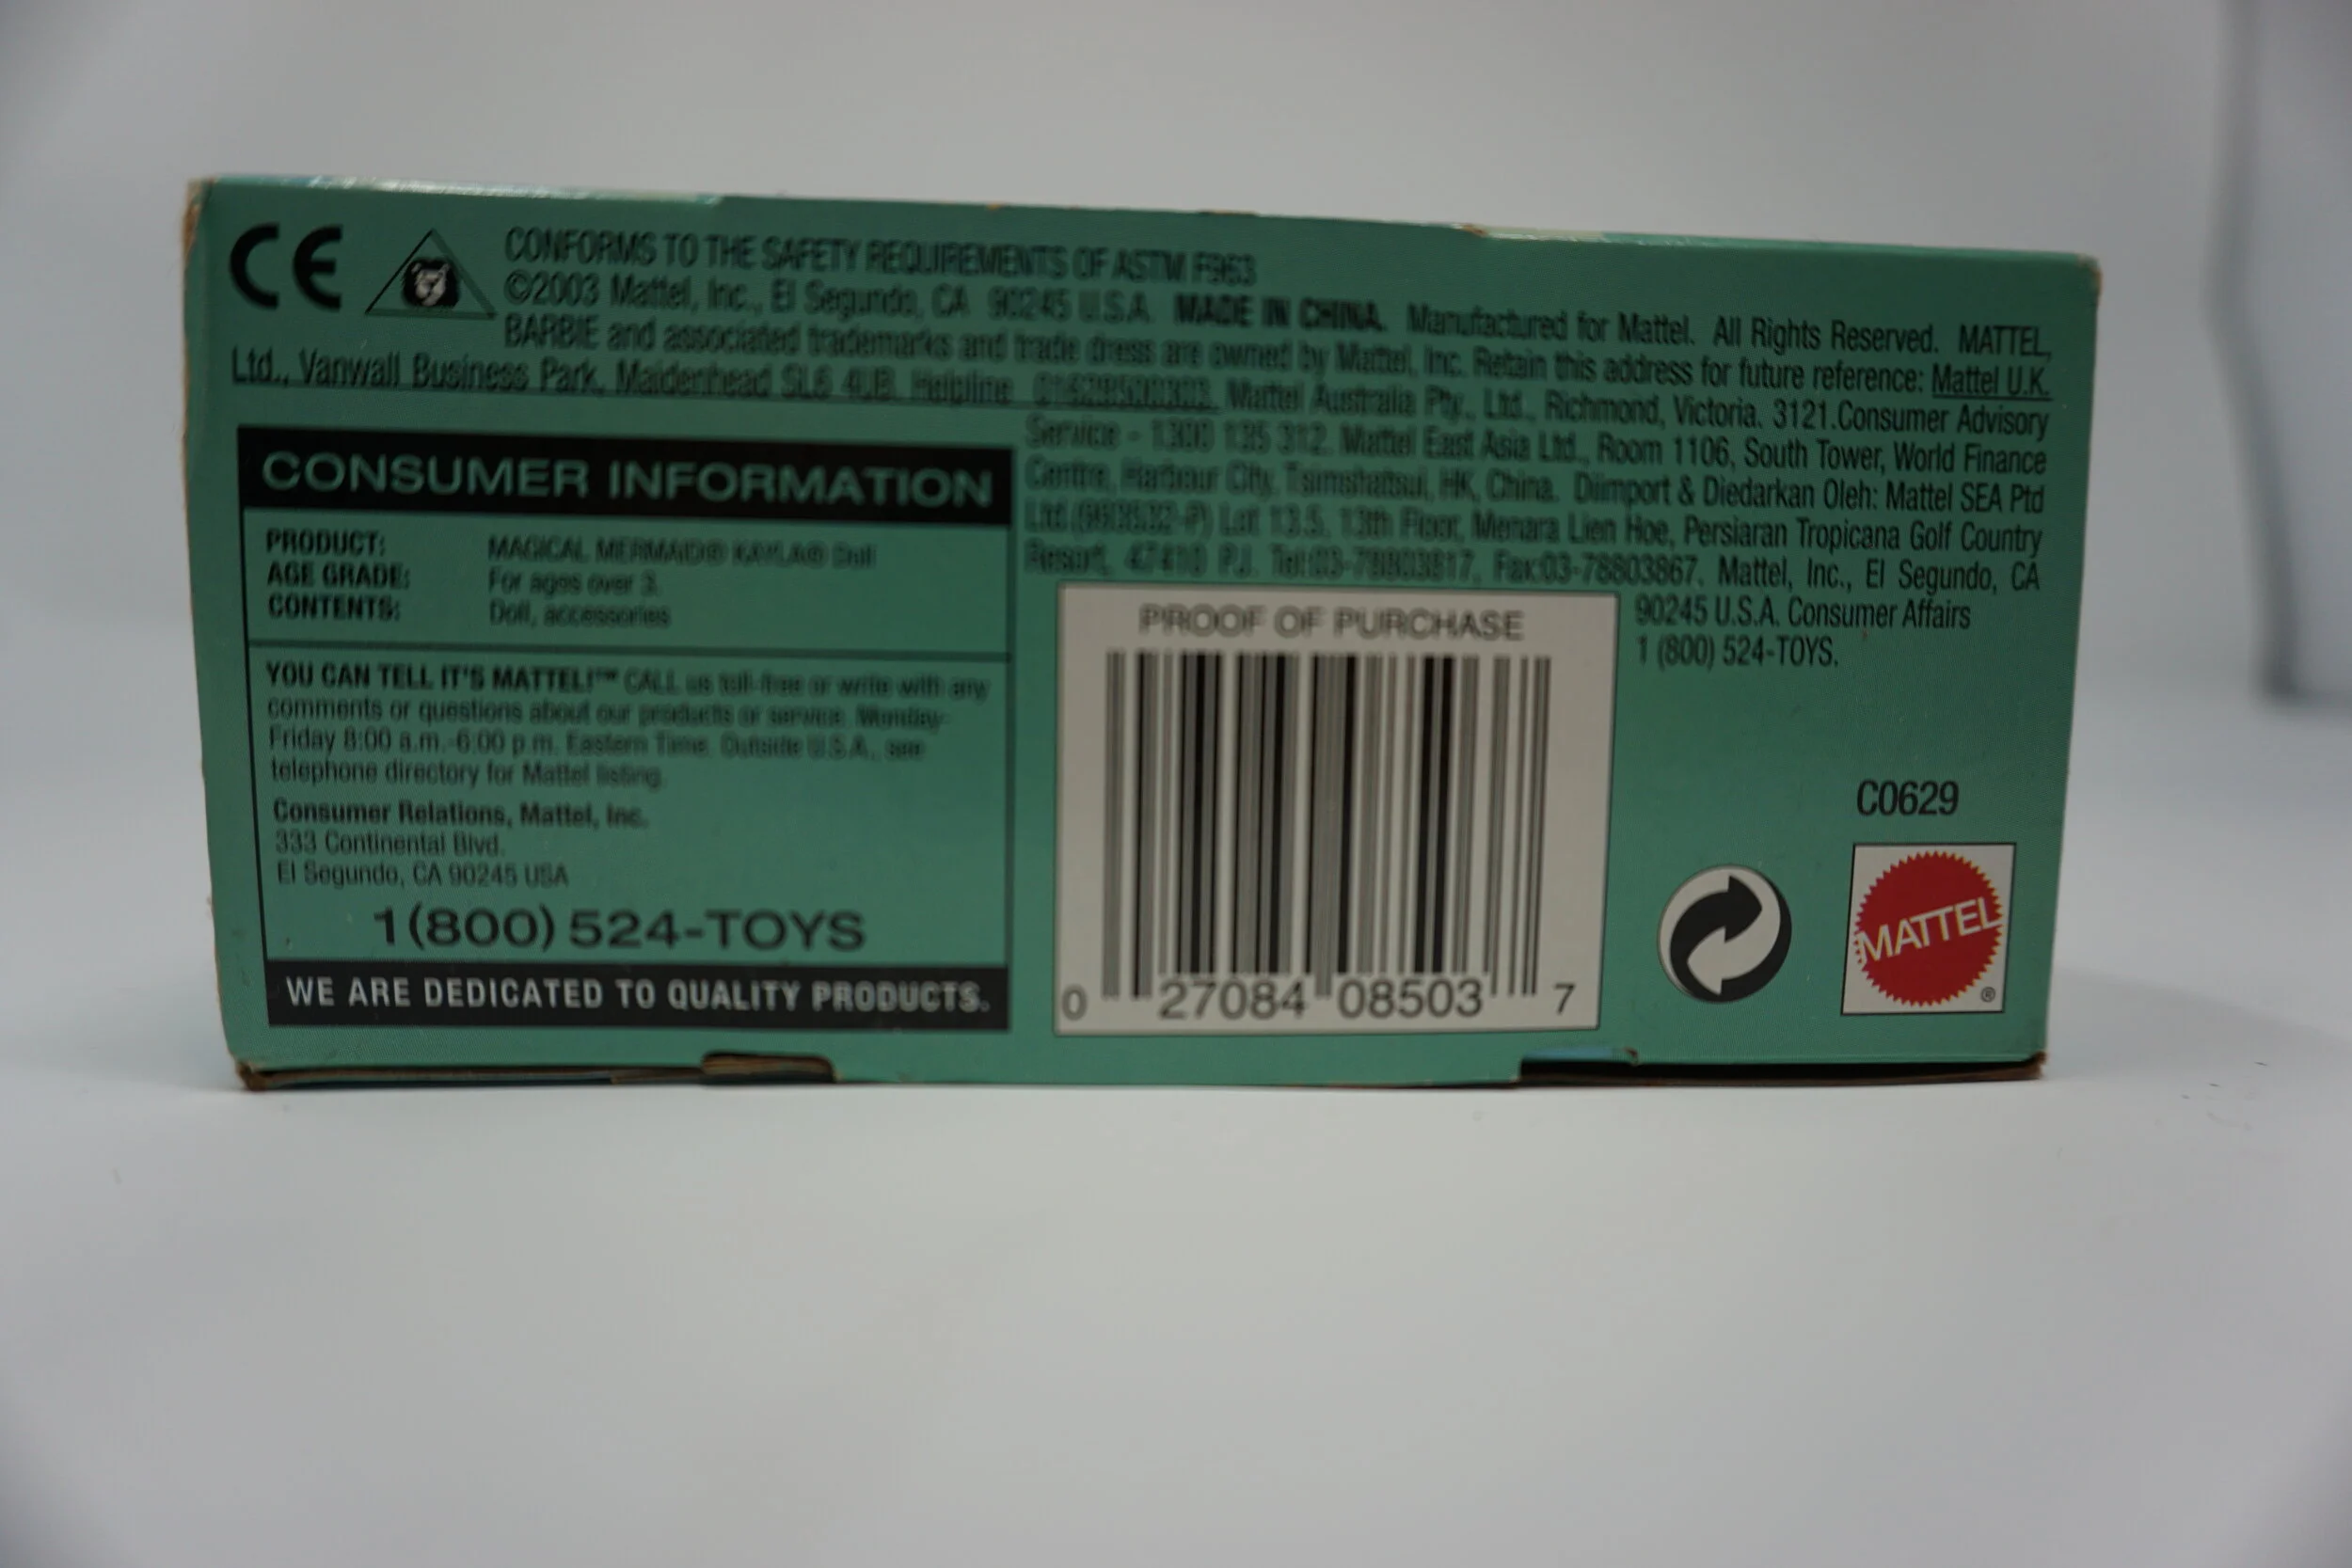 CE
CONFORMS TO THE SAFETY REQUIREMENTS OF ASTM F963
©2003 Mattel, Inc., El Segundo, CA 90245 U.S.A. MADE IN CHINA. Manufactured for Mattel. All Rights Reserved. MATTEL,
BARBIE and associated trademarks and trade dress are owned by Mattel, Inc. Retain this address for future reference: Mattel U.K.
Ltd., Vanwall Business Park, Maidenhead SL6 4UB. Helpline 01628500303. Mattel Australia Pty., Ltd., Richmond, Victoria. 3121.Consumer Advisory
Service - 1300 135 312. Mattel East Asia Ltd., Room 1106, South Tower, World Finance
Centre, Harbour City, Tsimshatsui, HK, China. Diimport & Diedarkan Oleh: Mattel SEA Ptd
Ltd. Lot 13.5, 13th Floor, Menara Lien Hoe, Persiaran Tropicana Golf Country
Resort, 47410 PJ. Tel:03-78803817, Fax:03-78803867. Mattel, Inc., El Segundo, CA
90245 U.S.A. Consumer Affairs
1 (800) 524-TOYS.
CONSUMER INFORMATION
PRODUCT: MAGICAL MERMAID® KAYLA® Doll
AGE GRADE: For ages over 3.
CONTENTS: Doll, accessories
YOU CAN TELL IT'S MATTEL!™ CALL us toll-free or write with any
comments or questions about our products or service. Monday-
Friday 8:00 a.m.-6:00 p.m. Eastern Time. Outside U.S.A., see
telephone directory for Mattel listing.
Consumer Relations, Mattel, Inc.
333 Continental Blvd.
El Segundo, CA 90245 USA
1(800) 524-TOYS
WE ARE DEDICATED TO QUALITY PRODUCTS.
PROOF OF PURCHASE
0 27084 08503 7
C0629
MATTEL
®